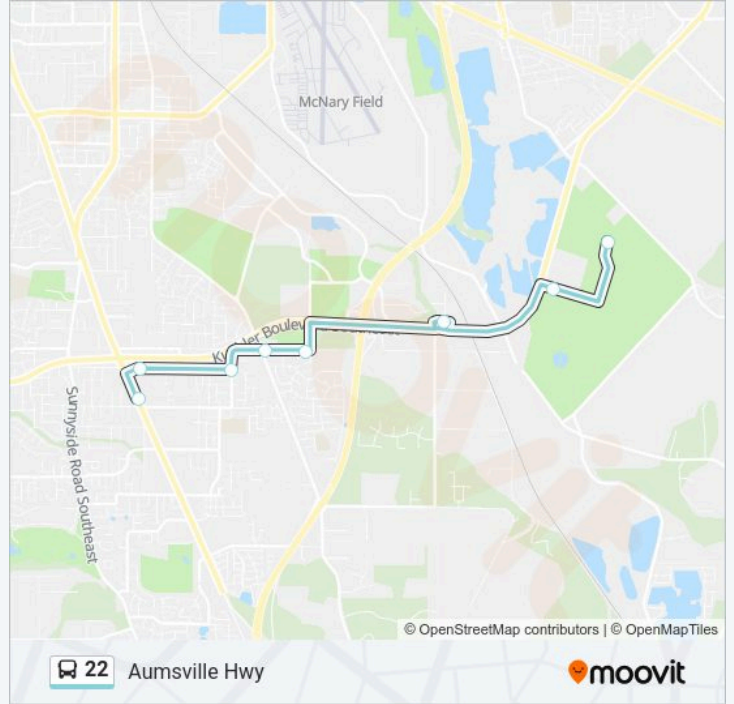 McNary Field
Sunnyside Road Southeast
© OpenStreetMap contributors | © OpenMapTiles
22 Aumsville Hwy
moovit